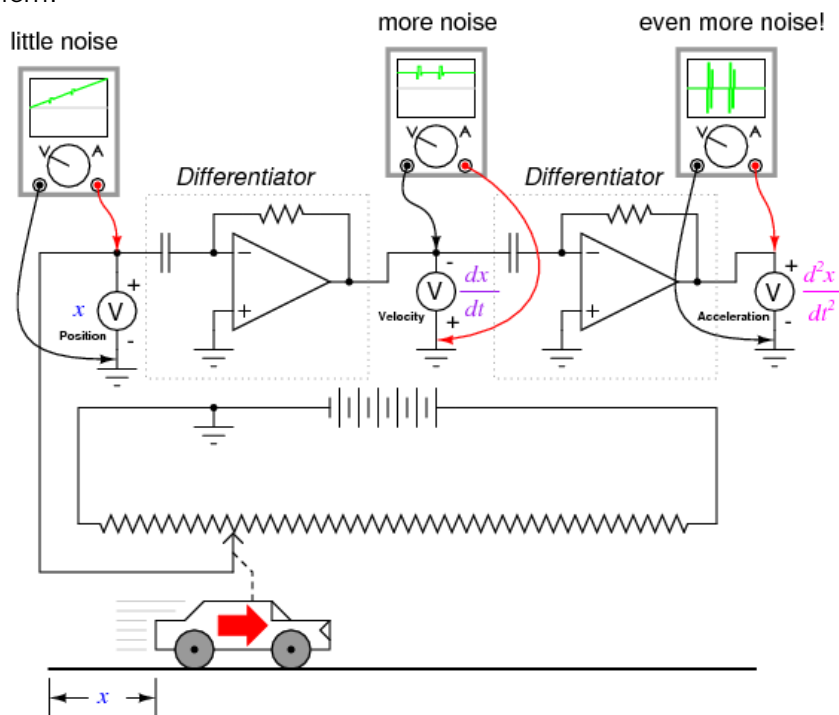 little noise
more noise
even more noise!
V A
V A
V A
Differentiator
Differentiator
−
+
−
+
x
V
+
-
Position
-
V
dx
dt
Velocity
+
+
V
d²x
dt²
Acceleration
-
x